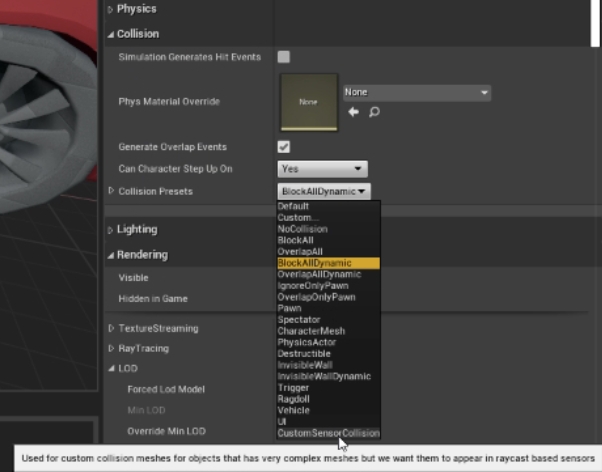 Physics
Collision
Simulation Generates Hit Events
Phys Material Override
None
None
Generate Overlap Events
Can Character Step Up On
Yes
Collision Presets
BlockAllDynamic
Default
Custom...
NoCollision
BlockAll
OverlapAll
BlockAllDynamic
OverlapAllDynamic
IgnoreOnlyPawn
OverlapOnlyPawn
Pawn
Spectator
CharacterMesh
PhysicsActor
Destructible
InvisibleWall
InvisibleWallDynamic
Trigger
Ragdoll
Vehicle
UI
CustomSensorCollision
Lighting
Rendering
Visible
Hidden in Game
TextureStreaming
RayTracing
LOD
Forced Lod Model
Min LOD
Override Min LOD
Used for custom collision meshes for objects that has very complex meshes but we want them to appear in raycast based sensors